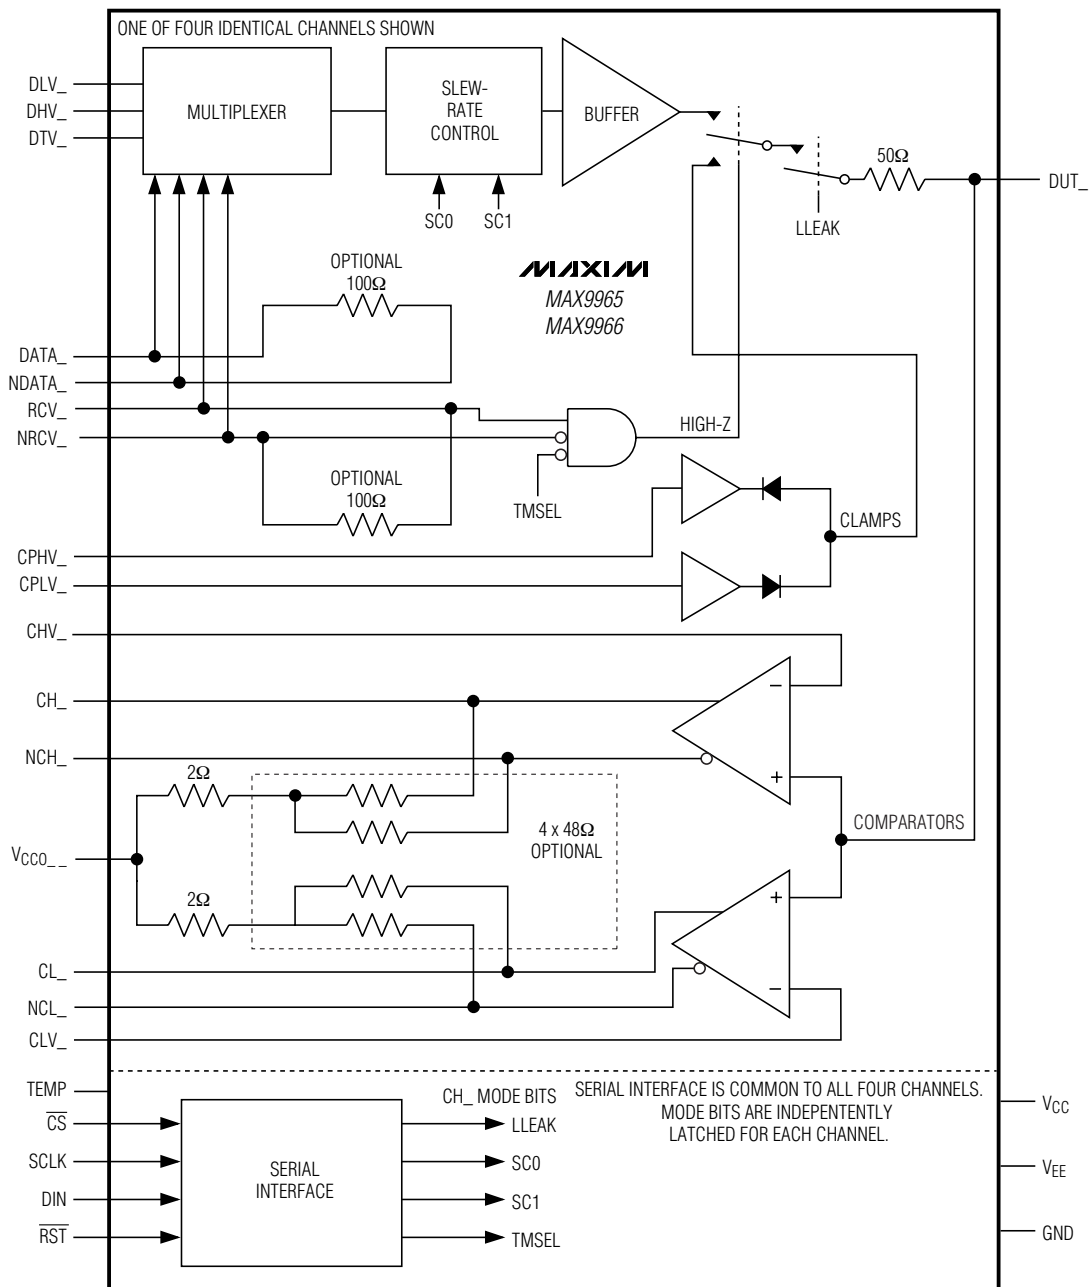 ONE OF FOUR IDENTICAL CHANNELS SHOWN
DLV_
DHV_
DTV_
MULTIPLEXER
SLEW-
RATE
CONTROL
BUFFER
SC0
SC1
50Ω
DUT_
LLEAK
OPTIONAL
100Ω
MAXIM
MAX9965
MAX9966
DATA_
NDATA_
RCV_
NRCV_
HIGH-Z
OPTIONAL
100Ω
TMSEL
CLAMPS
CPHV_
CPLV_
CHV_
CH_
NCH_
−
+
2Ω
4 x 48Ω
OPTIONAL
COMPARATORS
VCCO_ _
2Ω
+
−
CL_
NCL_
CLV_
TEMP
CS
SCLK
DIN
RST
SERIAL
INTERFACE
CH_ MODE BITS
LLEAK
SC0
SC1
TMSEL
SERIAL INTERFACE IS COMMON TO ALL FOUR CHANNELS.
MODE BITS ARE INDEPENTENTLY
LATCHED FOR EACH CHANNEL.
VCC
VEE
GND